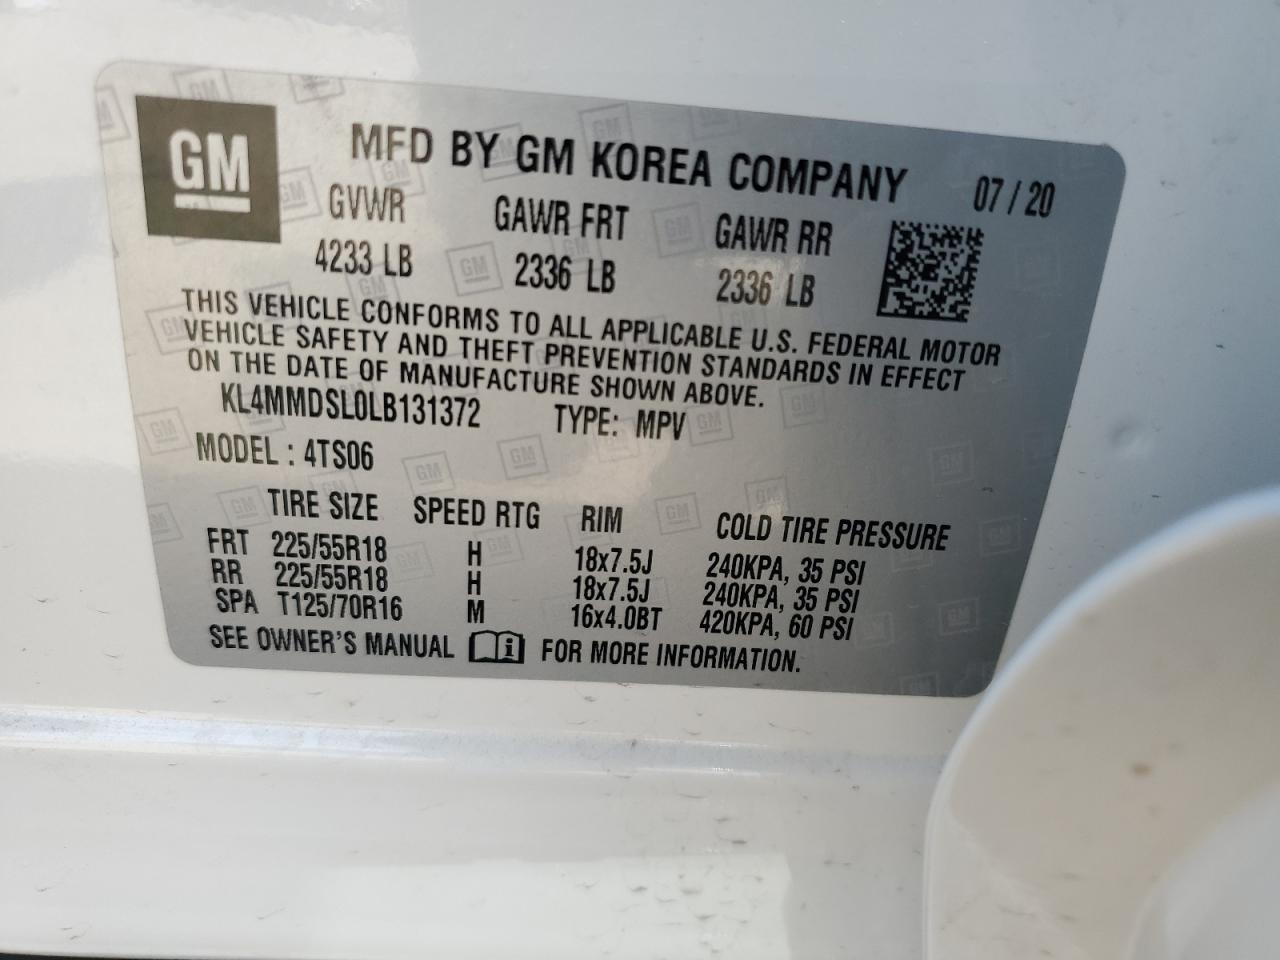 GM
MFD BY GM KOREA COMPANY 07/20
GVWR GAWR FRT GAWR RR
4233 LB 2336 LB 2336 LB
THIS VEHICLE CONFORMS TO ALL APPLICABLE U.S. FEDERAL MOTOR
VEHICLE SAFETY AND THEFT PREVENTION STANDARDS IN EFFECT
ON THE DATE OF MANUFACTURE SHOWN ABOVE.
KL4MMDSL0LB131372 TYPE: MPV
MODEL: 4TS06
TIRE SIZE SPEED RTG RIM COLD TIRE PRESSURE
FRT 225/55R18 H 18x7.5J 240KPA, 35 PSI
RR 225/55R18 H 18x7.5J 240KPA, 35 PSI
SPA T125/70R16 M 16x4.0BT 420KPA, 60 PSI
SEE OWNER'S MANUAL i FOR MORE INFORMATION.